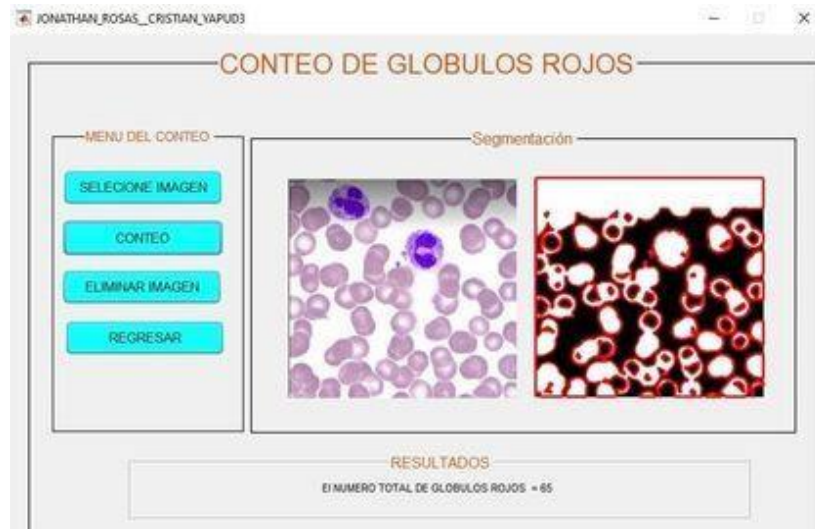 JONATHAN_ROSAS__CRISTIAN_YAPUD3
CONTEO DE GLOBULOS ROJOS
MENU DEL CONTEO
SELECIONE IMAGEN
CONTEO
ELIMINAR IMAGEN
REGRESAR
Segmentación
RESULTADOS
El NUMERO TOTAL DE GLOBULOS ROJOS = 65